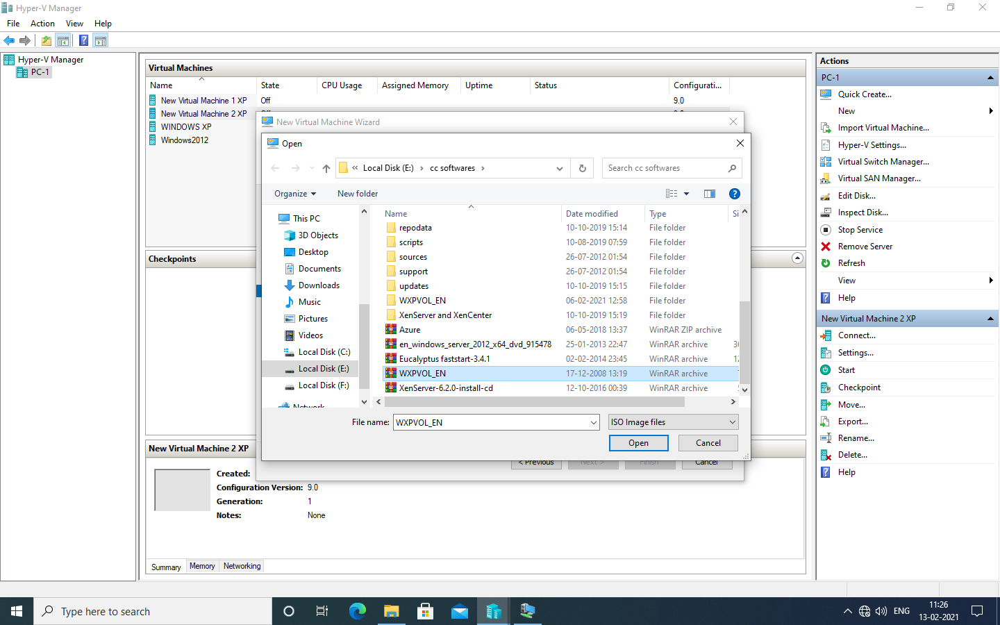 Hyper-V Manager
File Action View Help
Hyper-V Manager
PC-1
Virtual Machines
Name State CPU Usage Assigned Memory Uptime Status Configurati...
New Virtual Machine 1 XP Off 9.0
New Virtual Machine 2 XP
WINDOWS XP
Windows2012
New Virtual Machine Wizard
Open
« Local Disk (E:) › cc softwares ›
Search cc softwares
Organize New folder
This PC
3D Objects
Desktop
Documents
Downloads
Music
Pictures
Videos
Local Disk (C:)
Local Disk (E:)
Local Disk (F:)
Network
Name Date modified Type Si
repodata 10-10-2019 15:14 File folder
scripts 10-08-2019 07:59 File folder
sources 26-07-2012 01:54 File folder
support 26-07-2012 01:54 File folder
updates 10-10-2019 15:15 File folder
WXPVOL_EN 06-02-2021 12:58 File folder
XenServer and XenCenter 10-10-2019 15:19 File folder
Azure 06-05-2018 13:37 WinRAR ZIP archive
en_windows_server_2012_x64_dvd_915478 25-01-2013 22:47 WinRAR archive
Eucalyptus faststart-3.4.1 02-02-2014 23:45 WinRAR archive
WXPVOL_EN 17-12-2008 13:19 WinRAR archive
XenServer-6.2.0-install-cd 12-10-2016 00:39 WinRAR archive
File name: WXPVOL_EN ISO Image files
Open Cancel
< Previous Next > Finish Cancel
Checkpoints
New Virtual Machine 2 XP
Created:
Configuration Version: 9.0
Generation: 1
Notes: None
Summary Memory Networking
Actions
PC-1
Quick Create...
New
Import Virtual Machine...
Hyper-V Settings...
Virtual Switch Manager...
Virtual SAN Manager...
Edit Disk...
Inspect Disk...
Stop Service
Remove Server
Refresh
View
Help
New Virtual Machine 2 XP
Connect...
Settings...
Start
Checkpoint
Move...
Export...
Rename...
Delete...
Help
Type here to search
ENG
11:26
13-02-2021